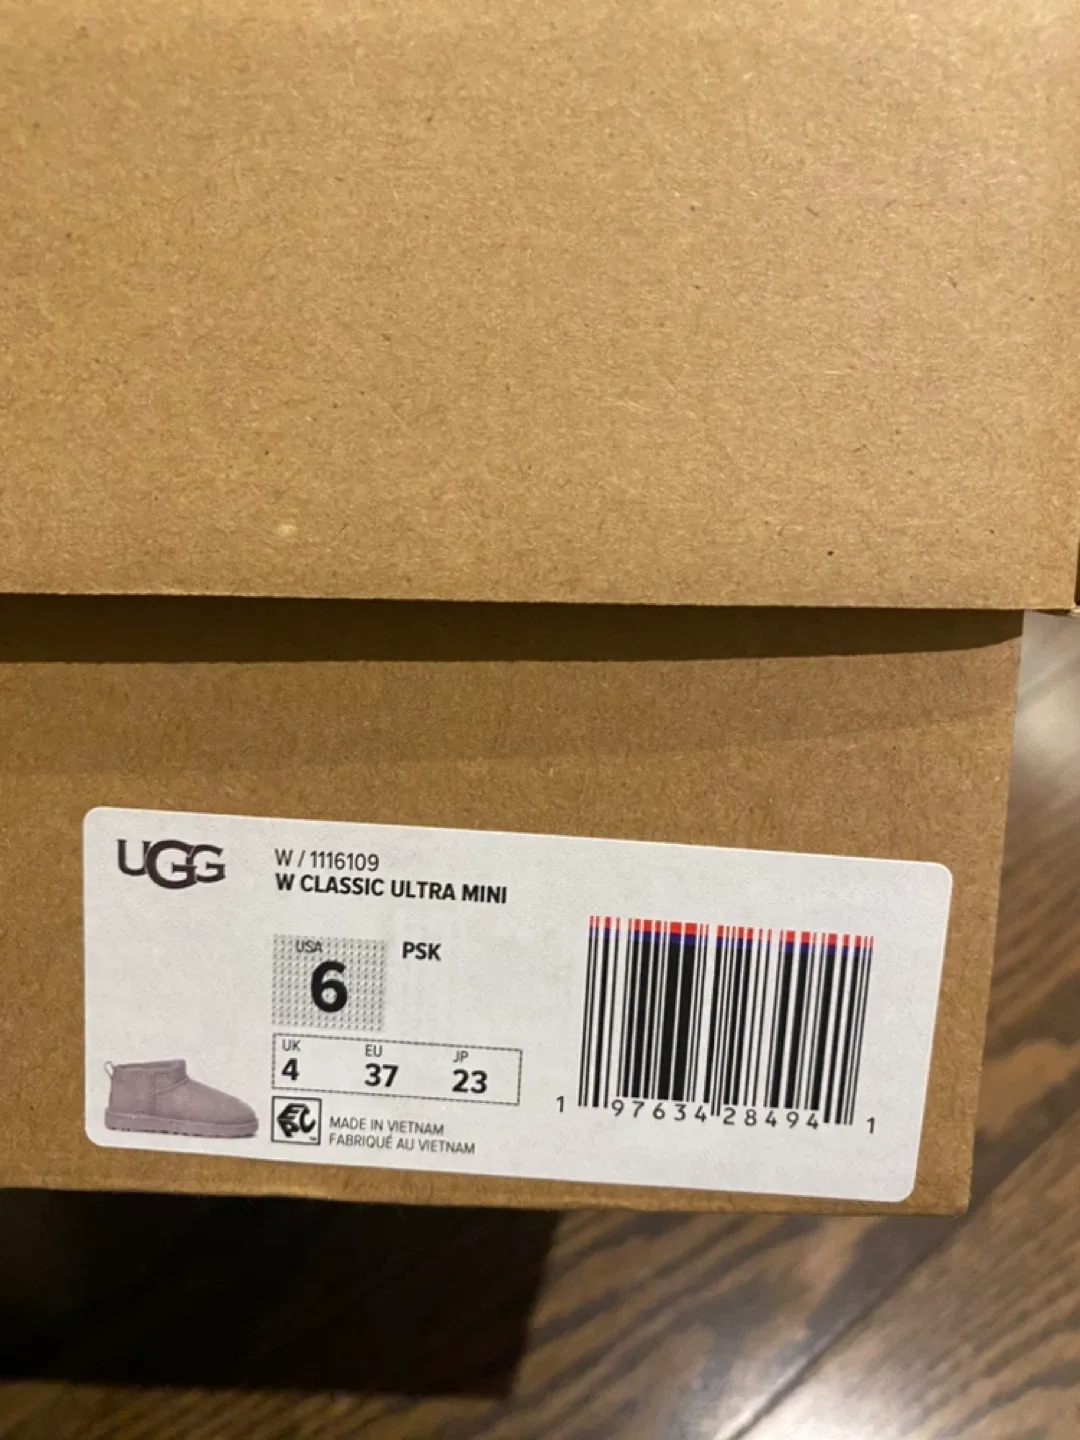 UGG
W / 1116109
W CLASSIC ULTRA MINI
USA
6
PSK
UK EU JP
4 37 23
EPC
MADE IN VIETNAM
FABRIQUÉ AU VIETNAM
1 97634 28494 1